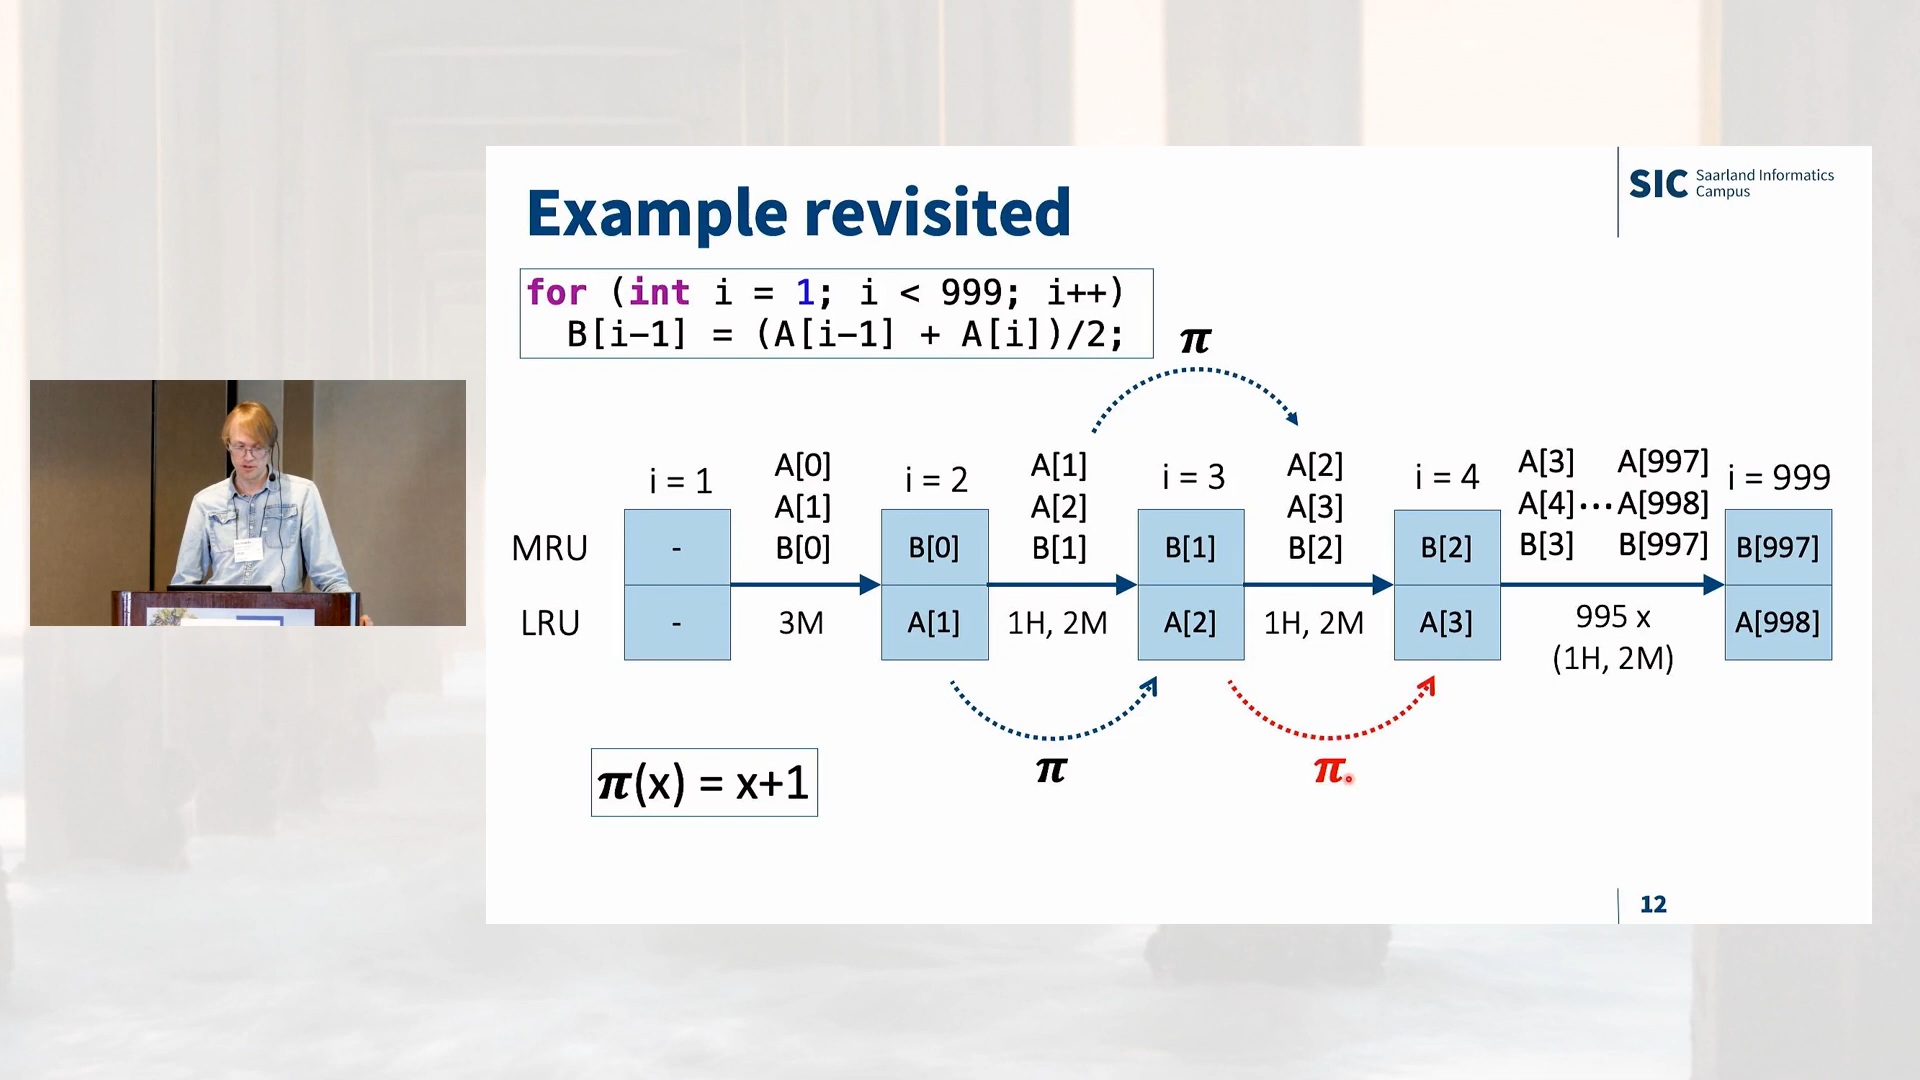 SIC Saarland Informatics
Campus
Example revisited
for (int i = 1; i < 999; i++)
B[i-1] = (A[i-1] + A[i])/2;
π
i = 1
A[0]
A[1]
B[0]
i = 2
A[1]
A[2]
B[1]
i = 3
A[2]
A[3]
B[2]
i = 4
A[3] A[997]
A[4]...A[998]
B[3] B[997]
i = 999
MRU - B[0] B[1] B[2] B[997]
LRU - 3M A[1] 1H, 2M A[2] 1H, 2M A[3] 995 x A[998]
(1H, 2M)
π π
π(x) = x+1
12